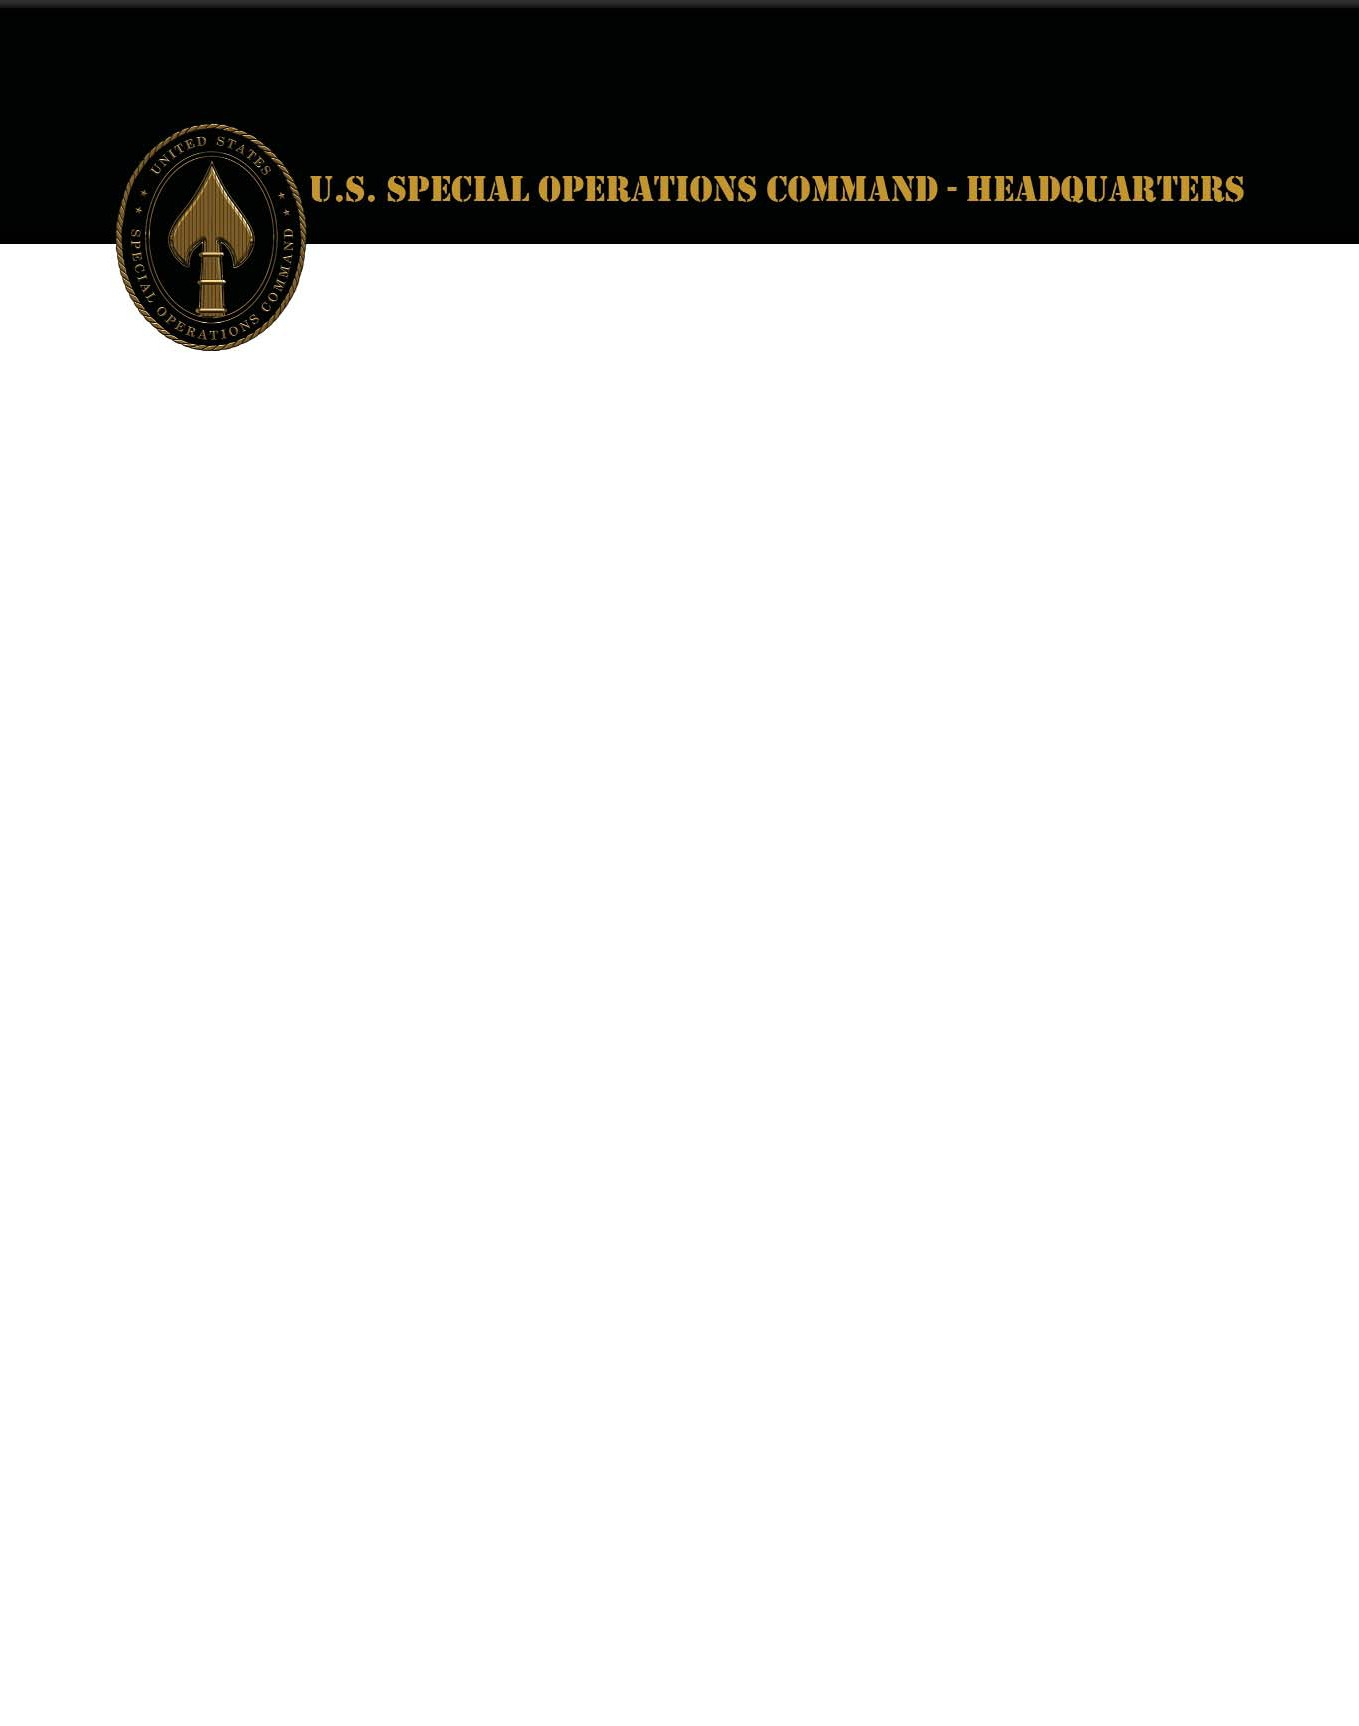 UNITED STATES
U.S. SPECIAL OPERATIONS COMMAND - HEADQUARTERS
SPECIAL OPERATIONS COMMAND